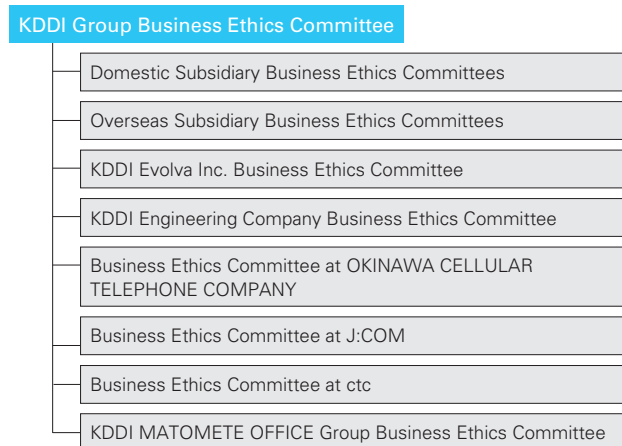 KDDI Group Business Ethics Committee
Domestic Subsidiary Business Ethics Committees
Overseas Subsidiary Business Ethics Committees
KDDI Evolva Inc. Business Ethics Committee
KDDI Engineering Company Business Ethics Committee
Business Ethics Committee at OKINAWA CELLULAR
TELEPHONE COMPANY
Business Ethics Committee at J:COM
Business Ethics Committee at ctc
KDDI MATOMETE OFFICE Group Business Ethics Committee